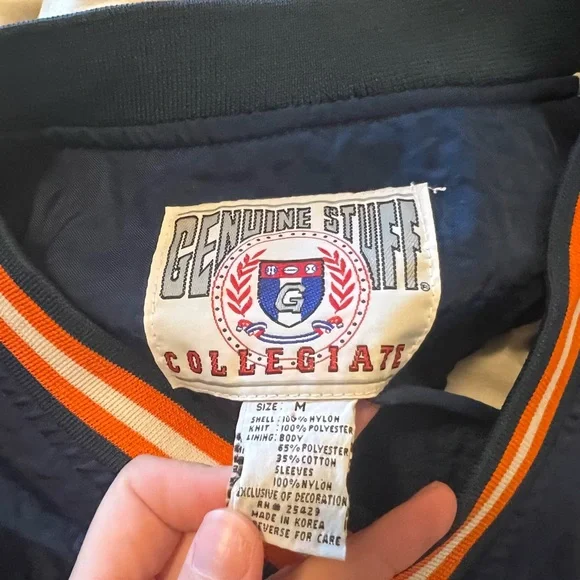 GENUINE STUFF
G
COLLEGIATE
SIZE: M
SHELL: 100% NYLON
KNIT: 100% POLYESTER
LINING: BODY
65% POLYESTER
35% COTTON
SLEEVES
100% NYLON
EXCLUSIVE OF DECORATION
RN# 25429
MADE IN KOREA
REVERSE FOR CARE